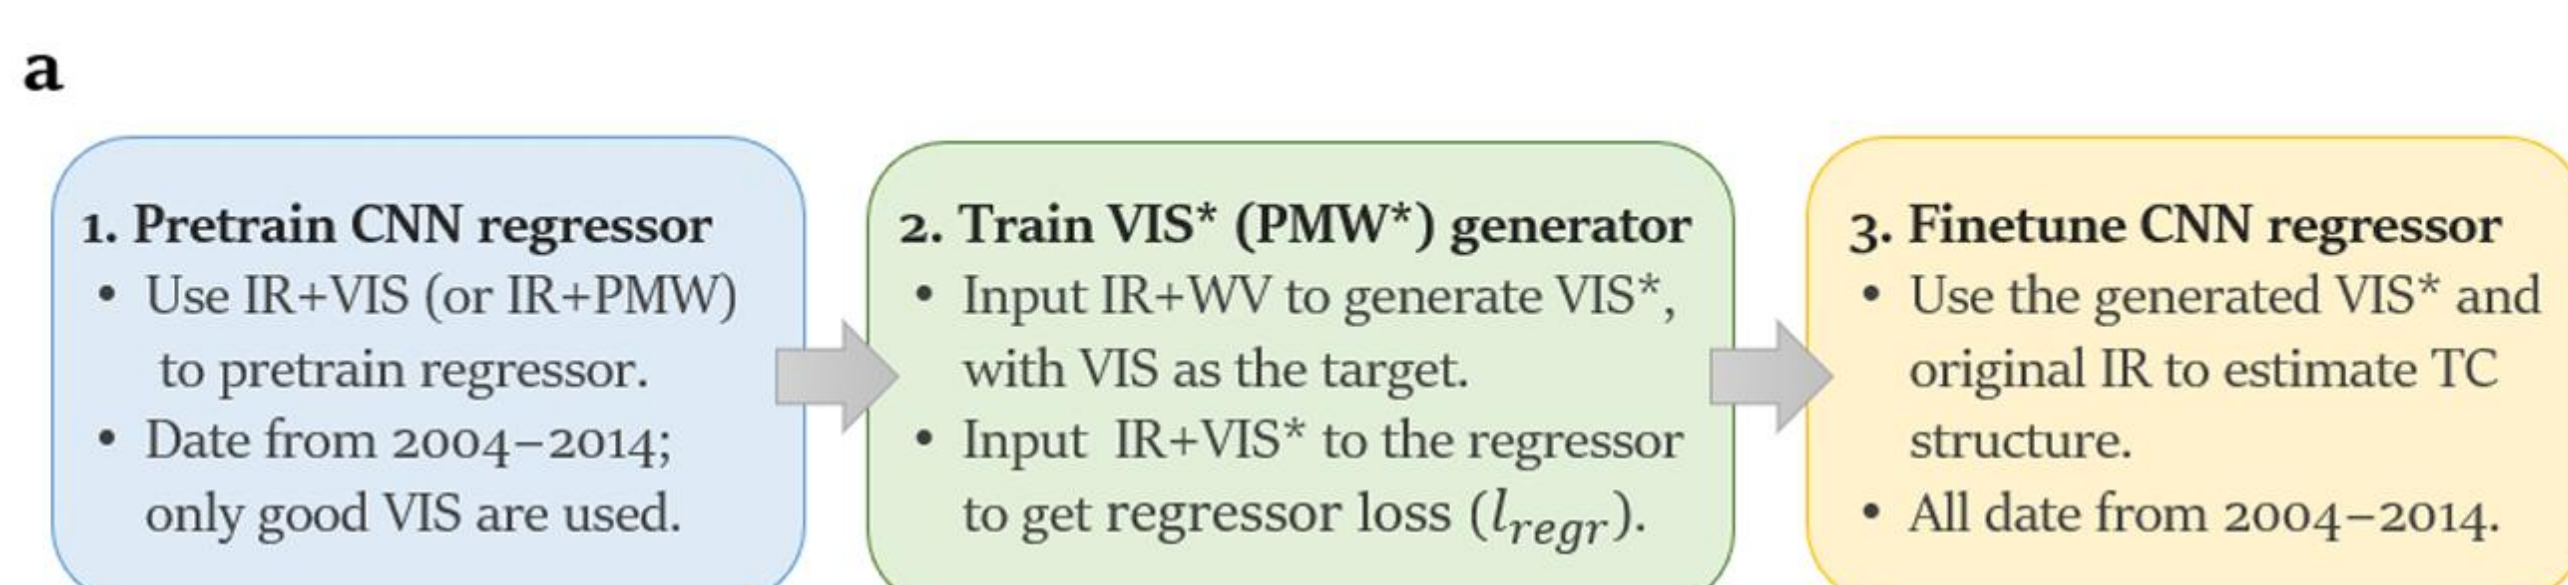 a
1. Pretrain CNN regressor
• Use IR+VIS (or IR+PMW)
to pretrain regressor.
• Date from 2004–2014;
only good VIS are used.
2. Train VIS* (PMW*) generator
• Input IR+WV to generate VIS*,
with VIS as the target.
• Input IR+VIS* to the regressor
to get regressor loss (l_regr).
3. Finetune CNN regressor
• Use the generated VIS* and
original IR to estimate TC
structure.
• All date from 2004–2014.